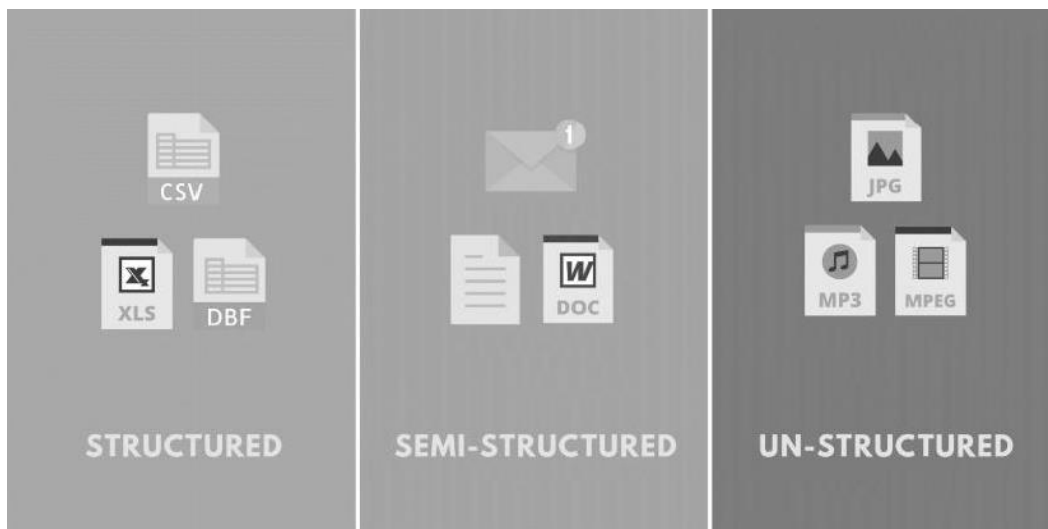 CSV
XLS
DBF
STRUCTURED
1
W
DOC
SEMI-STRUCTURED
JPG
MP3
MPEG
UN-STRUCTURED